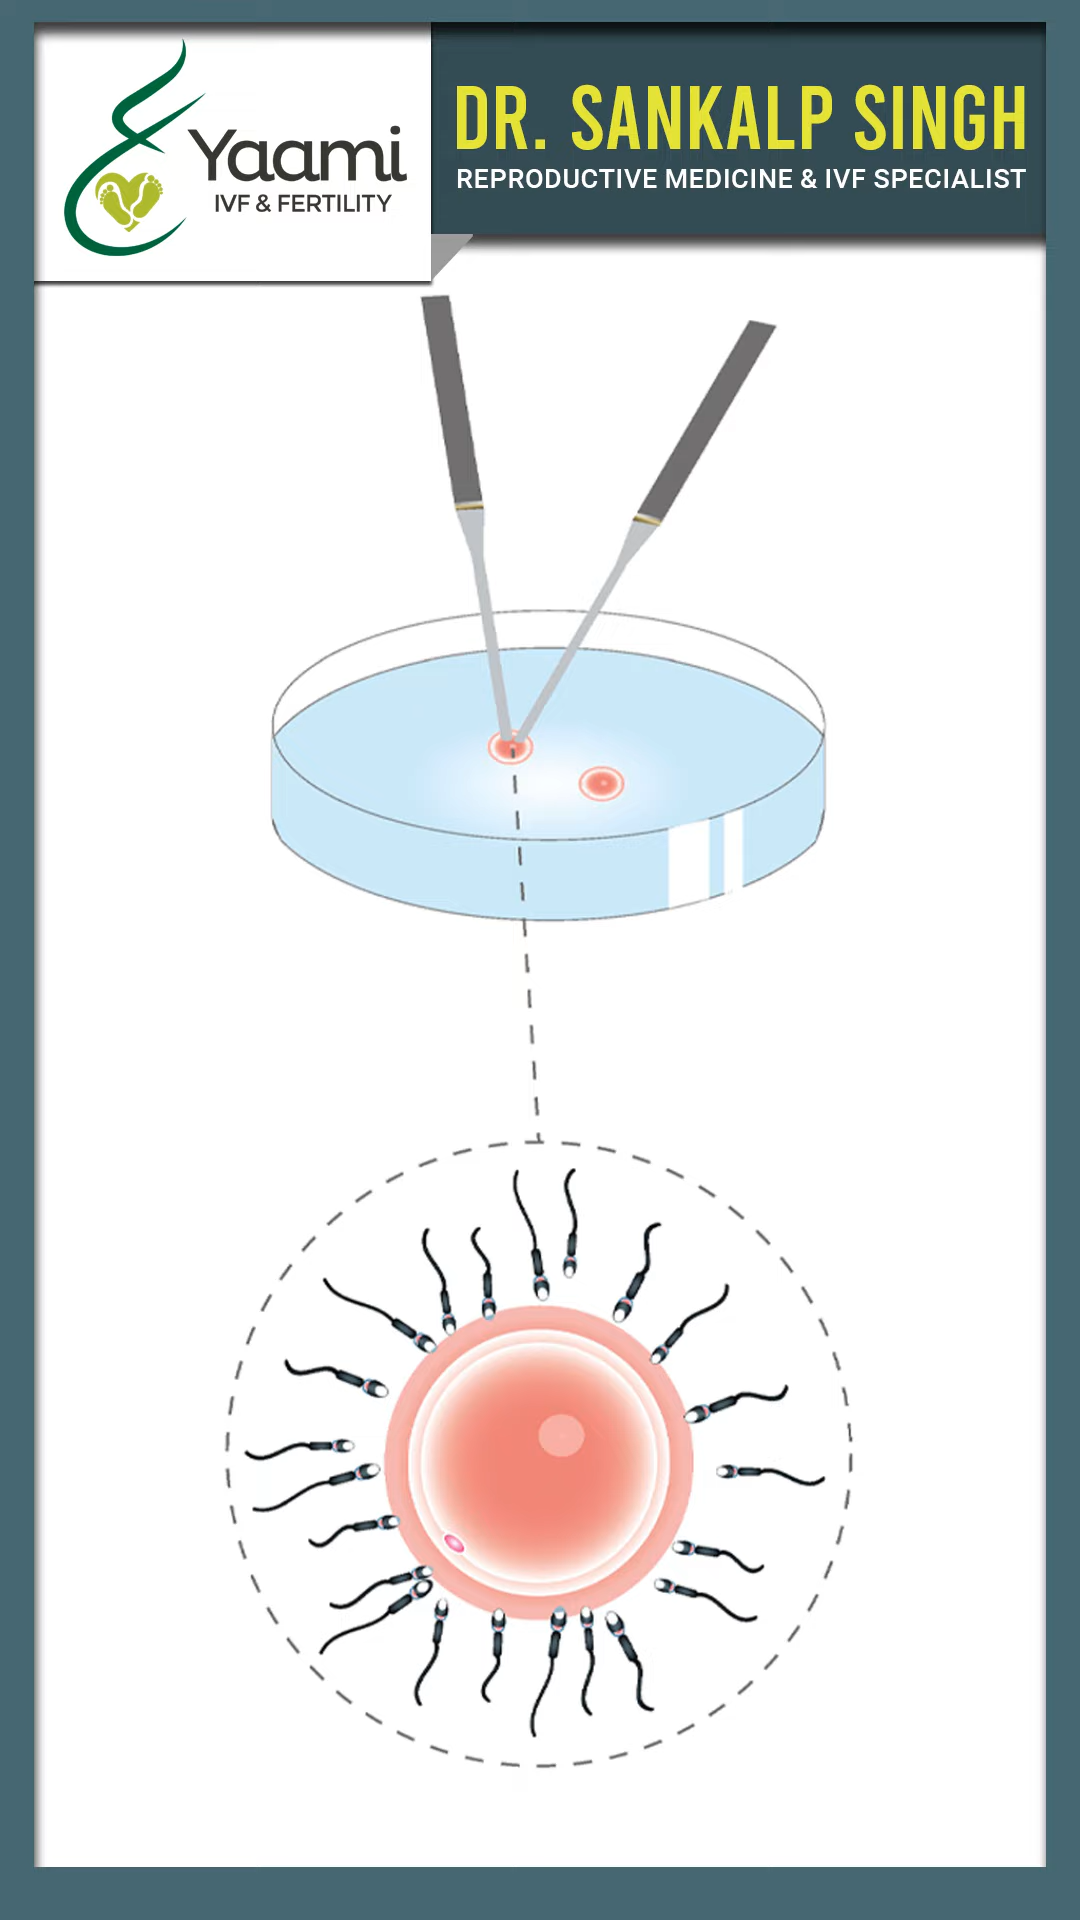 Yaami
IVF & FERTILITY
DR. SANKALP SINGH
REPRODUCTIVE MEDICINE & IVF SPECIALIST